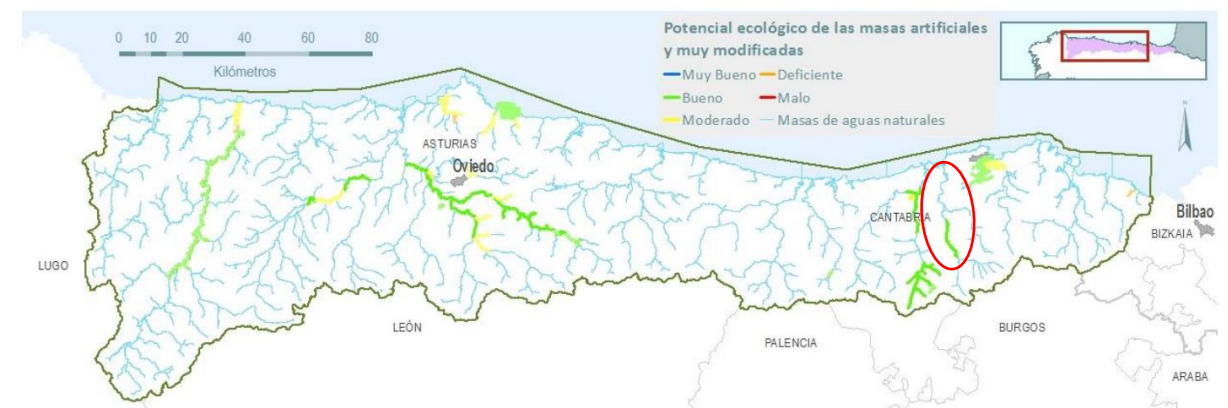 0 10 20 40 60 80
Kilómetros
Potencial ecológico de las masas artificiales
y muy modificadas
Muy Bueno Deficiente
Bueno Malo
Moderado Masas de aguas naturales
N
ASTURIAS
Oviedo
CANTABRIA
Bilbao
BIZKAIA
LUGO
LEÓN
PALENCIA
BURGOS
ARABA